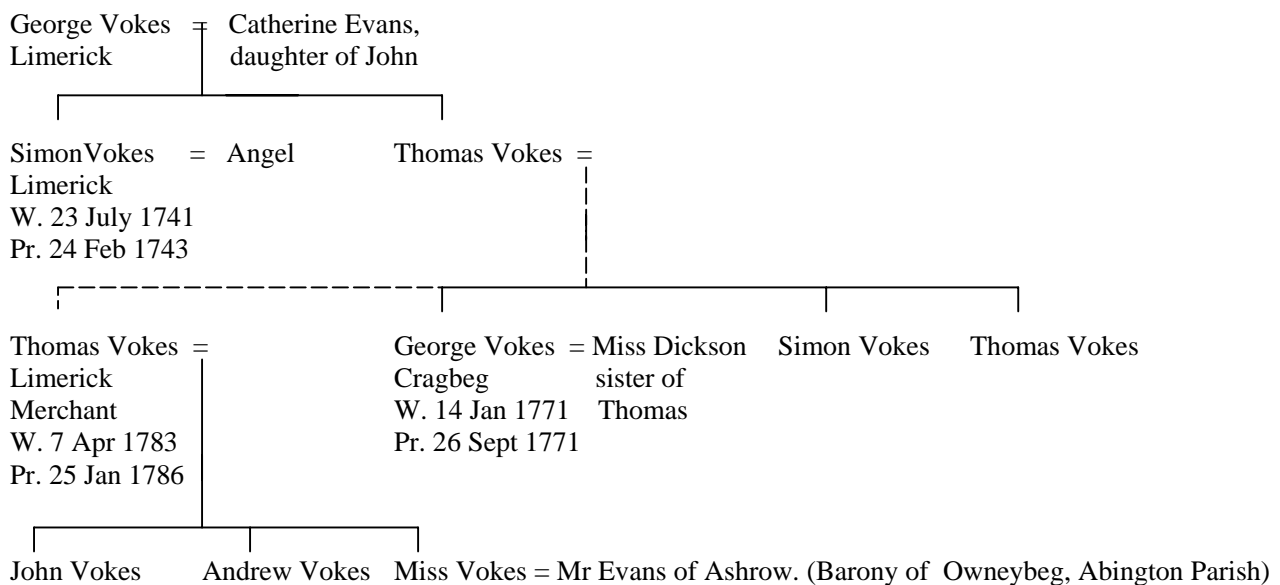 George Vokes = Catherine Evans,
Limerick daughter of John
SimonVokes = Angel Thomas Vokes =
Limerick
W. 23 July 1741
Pr. 24 Feb 1743
Thomas Vokes = George Vokes = Miss Dickson Simon Vokes Thomas Vokes
Limerick Cragbeg sister of
Merchant W. 14 Jan 1771 Thomas
W. 7 Apr 1783 Pr. 26 Sept 1771
Pr. 25 Jan 1786
John Vokes Andrew Vokes Miss Vokes = Mr Evans of Ashrow. (Barony of Owneybeg, Abington Parish)